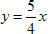 y = 5/4 x